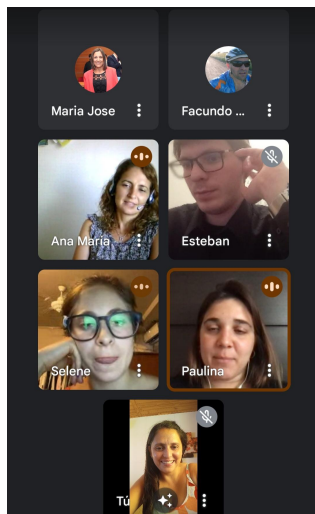 Maria Jose
Facundo ...
Ana Maria
Esteban
Selene
Paulina
Tú